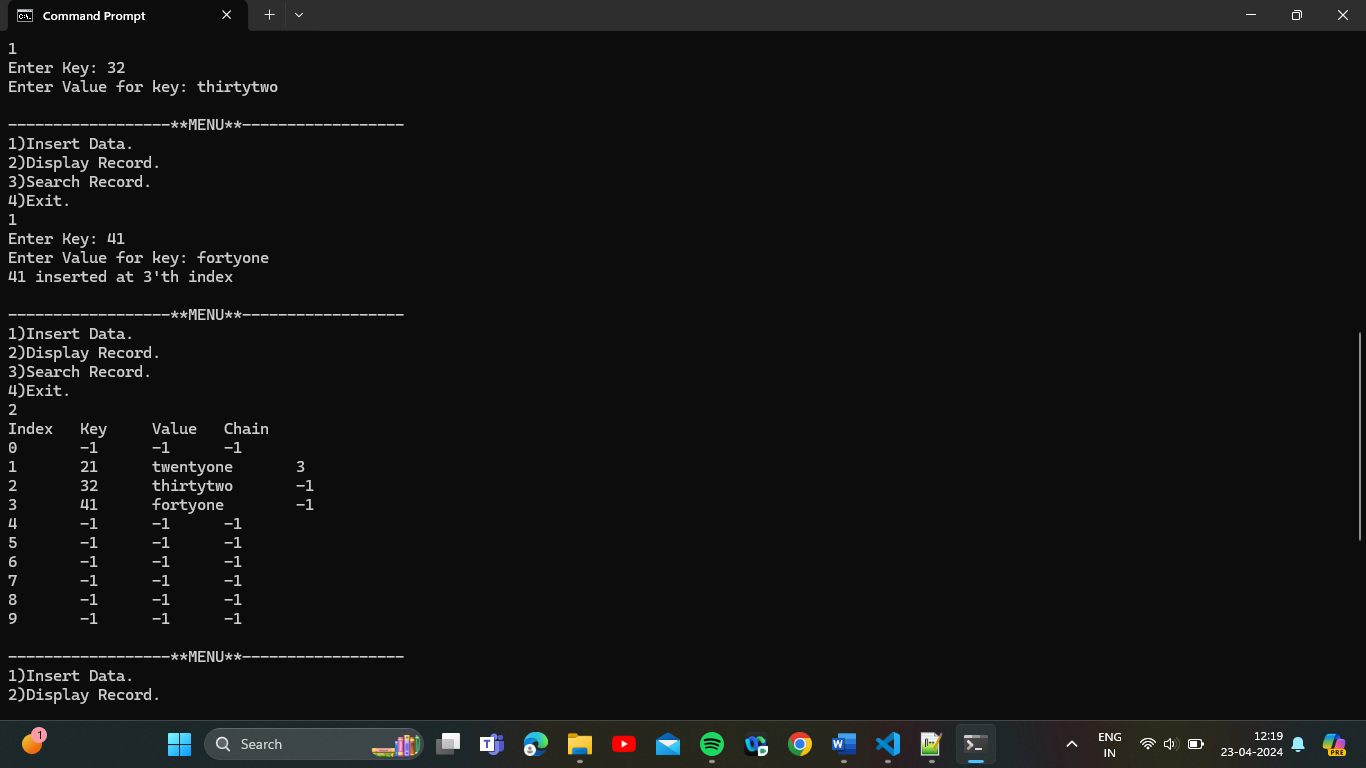 Command Prompt
1
Enter Key: 32
Enter Value for key: thirtytwo
------------------**MENU**------------------
1)Insert Data.
2)Display Record.
3)Search Record.
4)Exit.
1
Enter Key: 41
Enter Value for key: fortyone
41 inserted at 3'th index
------------------**MENU**------------------
1)Insert Data.
2)Display Record.
3)Search Record.
4)Exit.
2
Index Key Value Chain
0 -1 -1 -1
1 21 twentyone 3
2 32 thirtytwo -1
3 41 fortyone -1
4 -1 -1 -1
5 -1 -1 -1
6 -1 -1 -1
7 -1 -1 -1
8 -1 -1 -1
9 -1 -1 -1
------------------**MENU**------------------
1)Insert Data.
2)Display Record.
1
Search
ENG
IN
12:19
23-04-2024
PRE